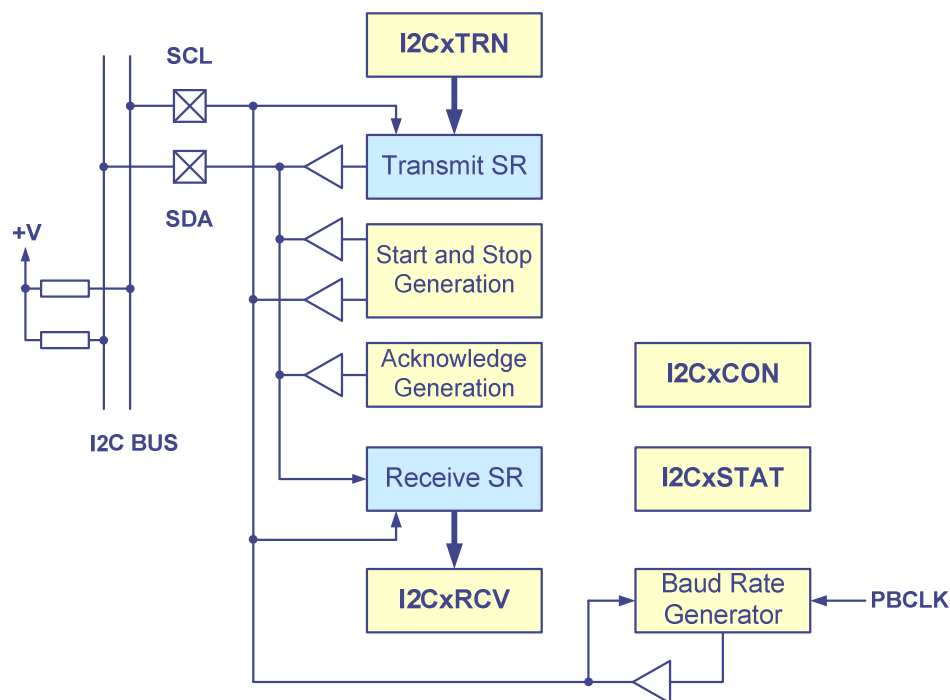 I2CxTRN
SCL
Transmit SR
SDA
+V
Start and Stop
Generation
Acknowledge
Generation
I2CxCON
I2C BUS
Receive SR
I2CxSTAT
I2CxRCV
Baud Rate
Generator
PBCLK